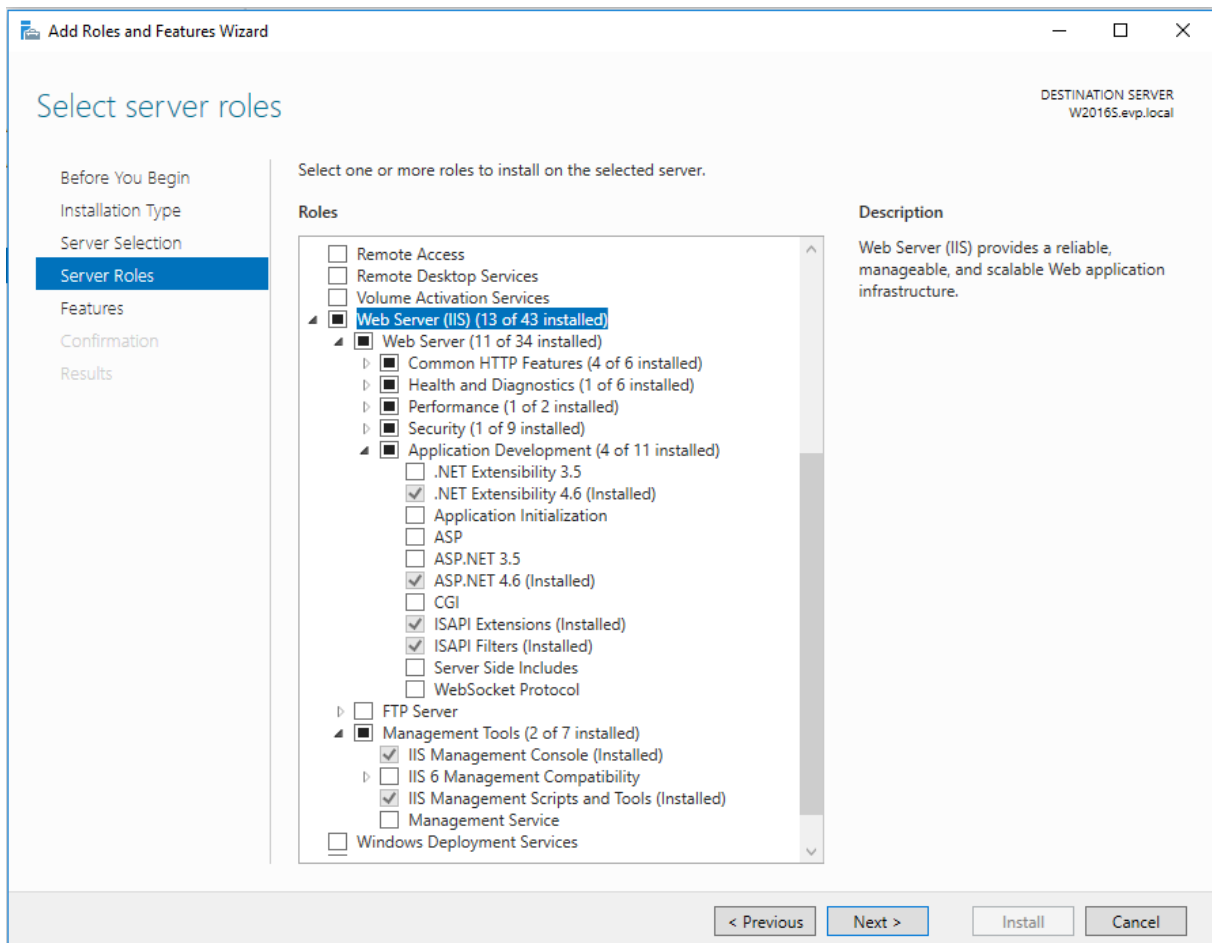 Add Roles and Features Wizard
Select server roles
DESTINATION SERVER
W2016S.evp.local
Before You Begin
Installation Type
Server Selection
Server Roles
Features
Confirmation
Results
Select one or more roles to install on the selected server.
Roles
Remote Access
Remote Desktop Services
Volume Activation Services
Web Server (IIS) (13 of 43 installed)
Web Server (11 of 34 installed)
Common HTTP Features (4 of 6 installed)
Health and Diagnostics (1 of 6 installed)
Performance (1 of 2 installed)
Security (1 of 9 installed)
Application Development (4 of 11 installed)
.NET Extensibility 3.5
.NET Extensibility 4.6 (Installed)
Application Initialization
ASP
ASP.NET 3.5
ASP.NET 4.6 (Installed)
CGI
ISAPI Extensions (Installed)
ISAPI Filters (Installed)
Server Side Includes
WebSocket Protocol
FTP Server
Management Tools (2 of 7 installed)
IIS Management Console (Installed)
IIS 6 Management Compatibility
IIS Management Scripts and Tools (Installed)
Management Service
Windows Deployment Services
Description
Web Server (IIS) provides a reliable,
manageable, and scalable Web application
infrastructure.
< Previous
Next >
Install
Cancel